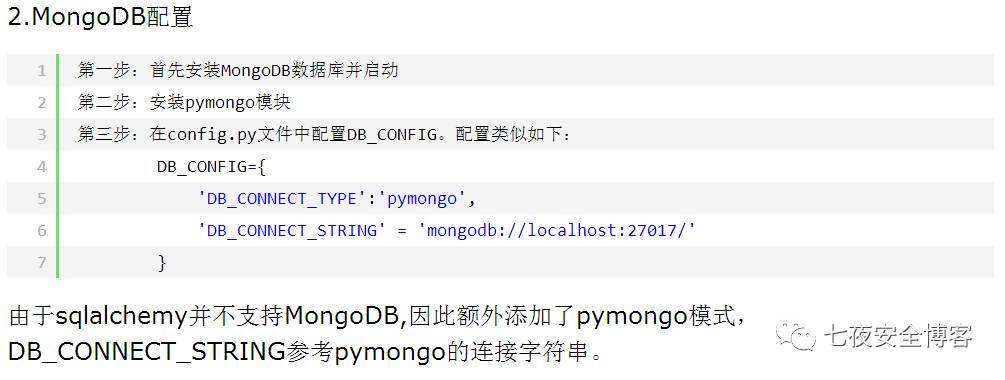 2.MongoDB配置
1 第一步：首先安装MongoDB数据库并启动
2 第二步：安装pymongo模块
3 第三步：在config.py文件中配置DB_CONFIG。配置类似如下：
4 DB_CONFIG={
5 'DB_CONNECT_TYPE':'pymongo',
6 'DB_CONNECT_STRING' = 'mongodb://localhost:27017/'
7 }
由于sqlalchemy并不支持MongoDB,因此额外添加了pymongo模式，
DB_CONNECT_STRING参考pymongo的连接字符串。
七夜安全博客